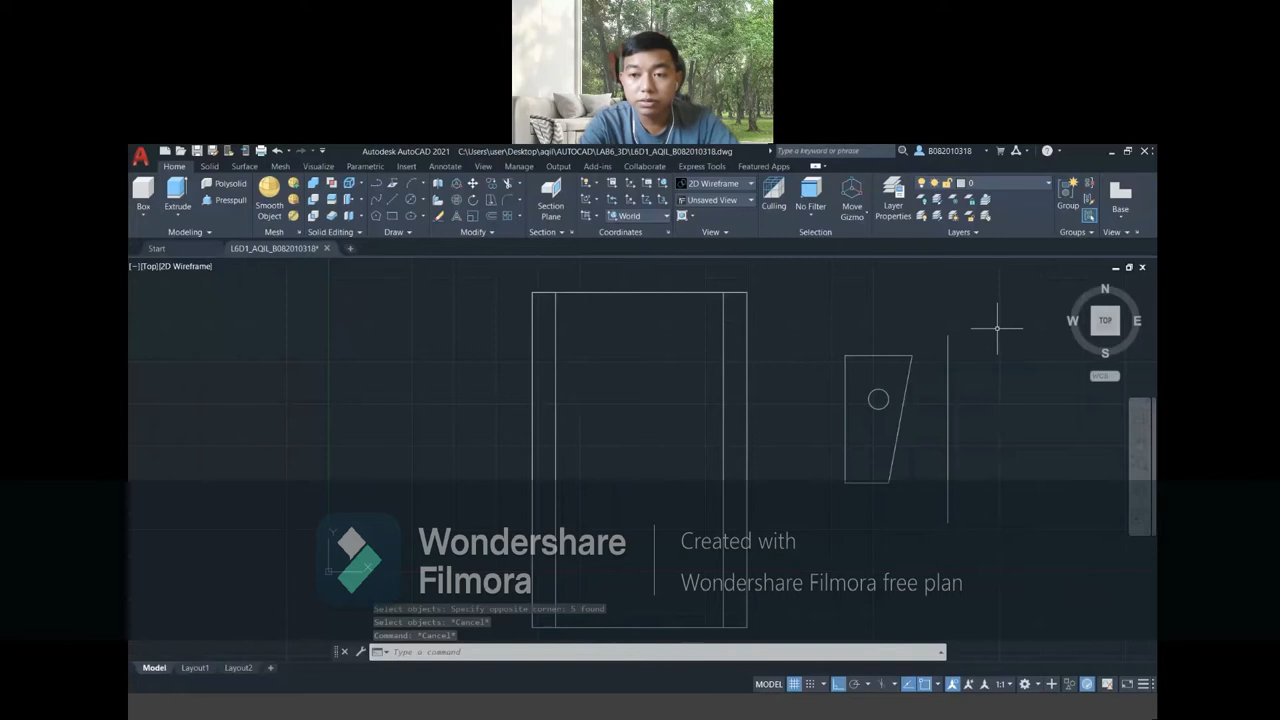 Autodesk AutoCAD 2021 C:\Users\user\Desktop\aqil\AUTOCAD\LAB6_3D\L6D1_AQIL_B082010318.dwg
Type a keyword or phrase
B082010318
Home Insert Annotate Parametric Solid Surface Mesh Visualize View Manage Output Add-ins Collaborate Express Tools Featured Apps
Box
Extrude
Polysolid
Presspull
Smooth
Object
Section
Plane
World
2D Wireframe
Unsaved View
Culling
No Filter
Move
Gizmo
Layer
Properties
0
Group
Base
Modeling Mesh Solid Editing Draw Modify Section Coordinates View Selection Layers Groups View
Start L6D1_AQIL_B082010318*
[−][Top][2D Wireframe]
N
W TOP E
S
WCS
Y
X
Wondershare
Filmora
Created with
Wondershare Filmora free plan
Select objects: Specify opposite corner: 5 found
Select objects: *Cancel*
Command: *Cancel*
Type a command
Model Layout1 Layout2
MODEL 1:1